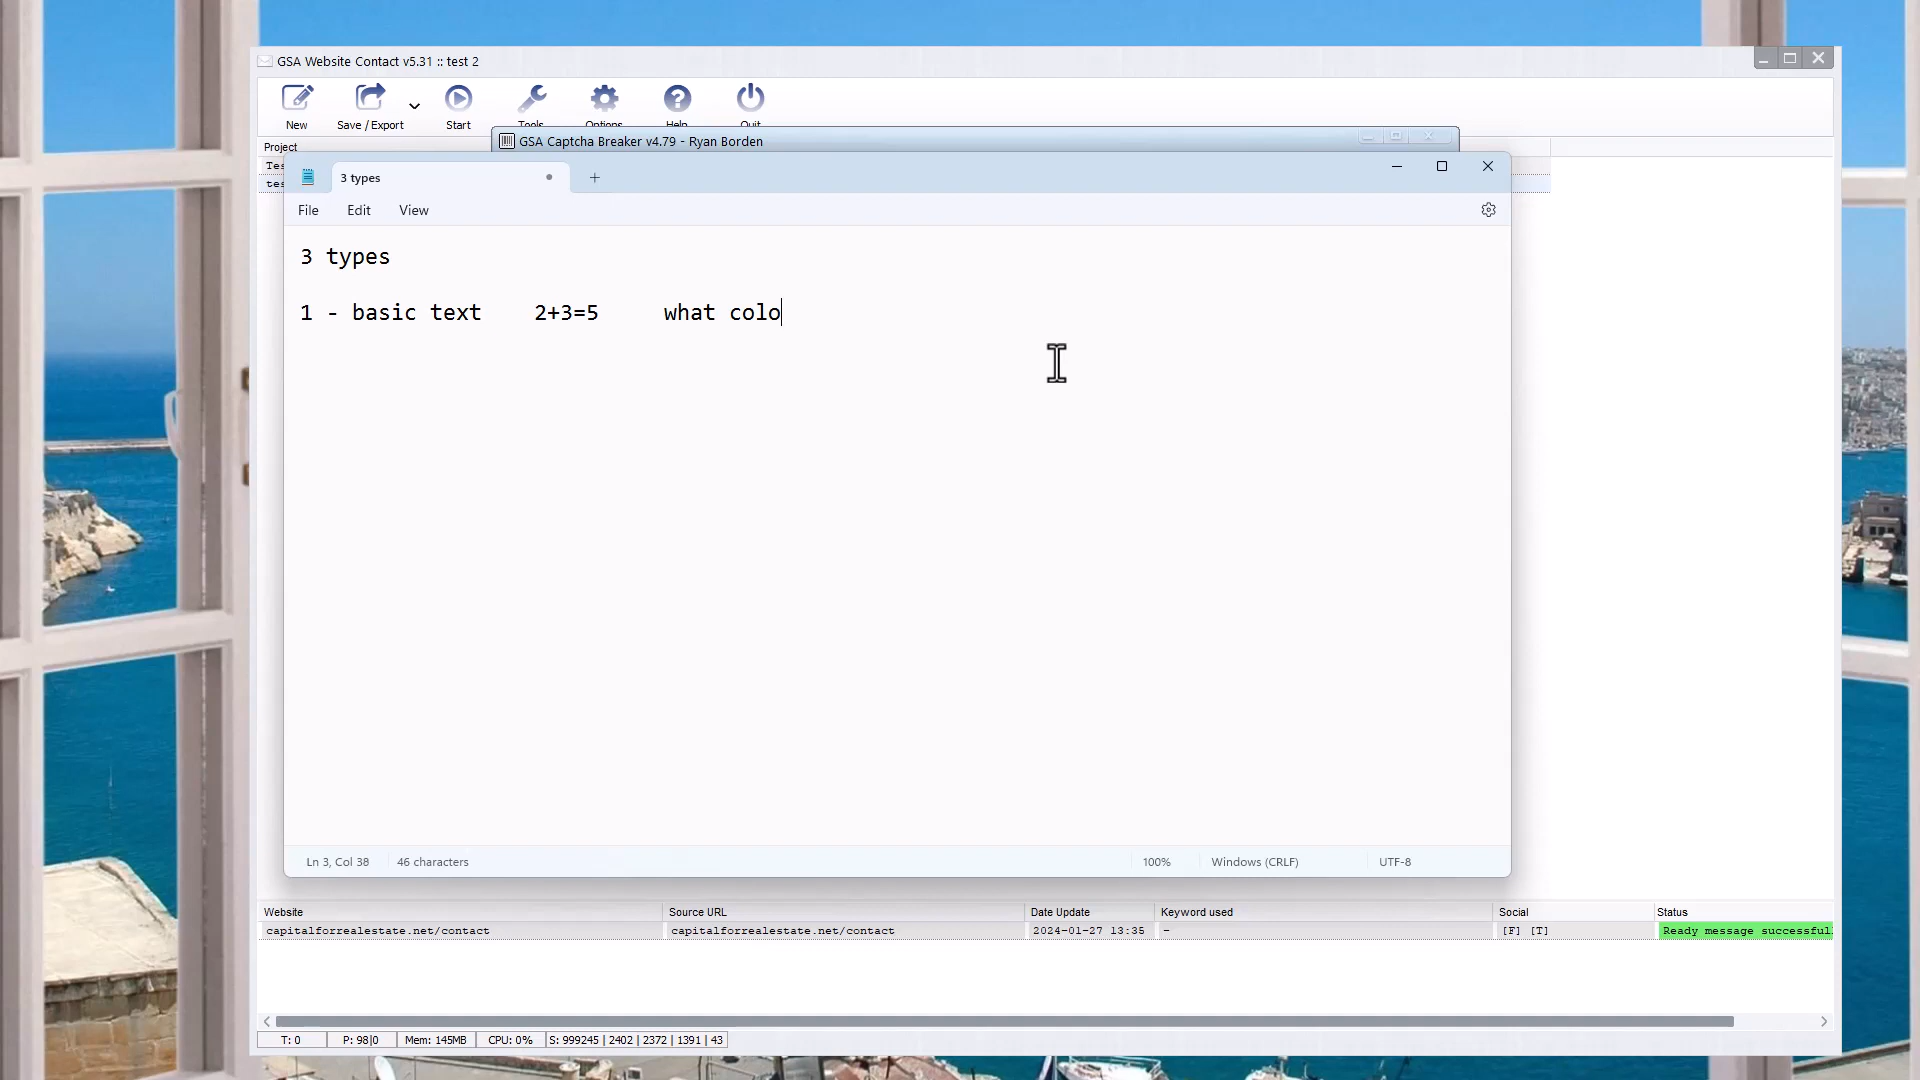 GSA Website Contact v5.31 :: test 2
New Save / Export Start Tools Options Help Quit
GSA Captcha Breaker v4.79 - Ryan Borden
Project
3 types
File Edit View
3 types
1 - basic text 2+3=5 what colo
Ln 3, Col 38 46 characters 100% Windows (CRLF) UTF-8
Website Source URL Date Update Keyword used Social Status
capitalforrealestate.net/contact capitalforrealestate.net/contact 2024-01-27 13:35 - [F] [T] Ready message successful
T: 0 P: 98|0 Mem: 145MB CPU: 0% S: 999245 | 2402 | 2372 | 1391 | 43